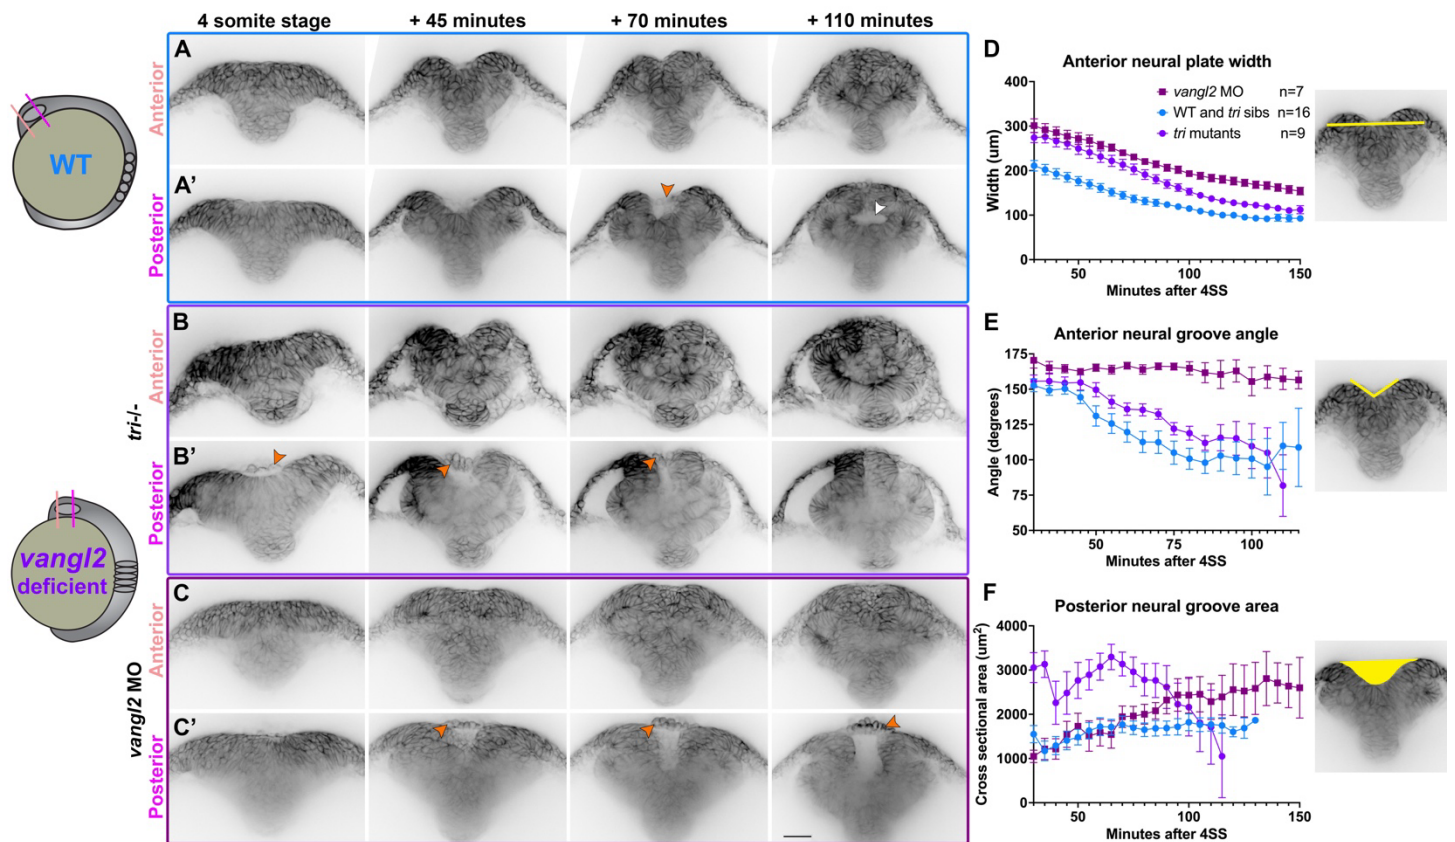 4 somite stage + 45 minutes + 70 minutes + 110 minutes
WT
A
Anterior
A'
Posterior
B
Anterior
tri-/-
B'
Posterior
vangl2
deficient
C
Anterior
vangl2 MO
C'
Posterior
D
Anterior neural plate width
400
300
200
100
0
Width (um)
vangl2 MO n=7
WT and tri sibs n=16
tri mutants n=9
50 100 150
Minutes after 4SS
E
Anterior neural groove angle
175
150
125
100
75
50
Angle (degrees)
50 100
Minutes after 4SS
F
Posterior neural groove area
4000
3000
2000
1000
0
Cross sectional area (um²)
50 100 150
Minutes after 4SS